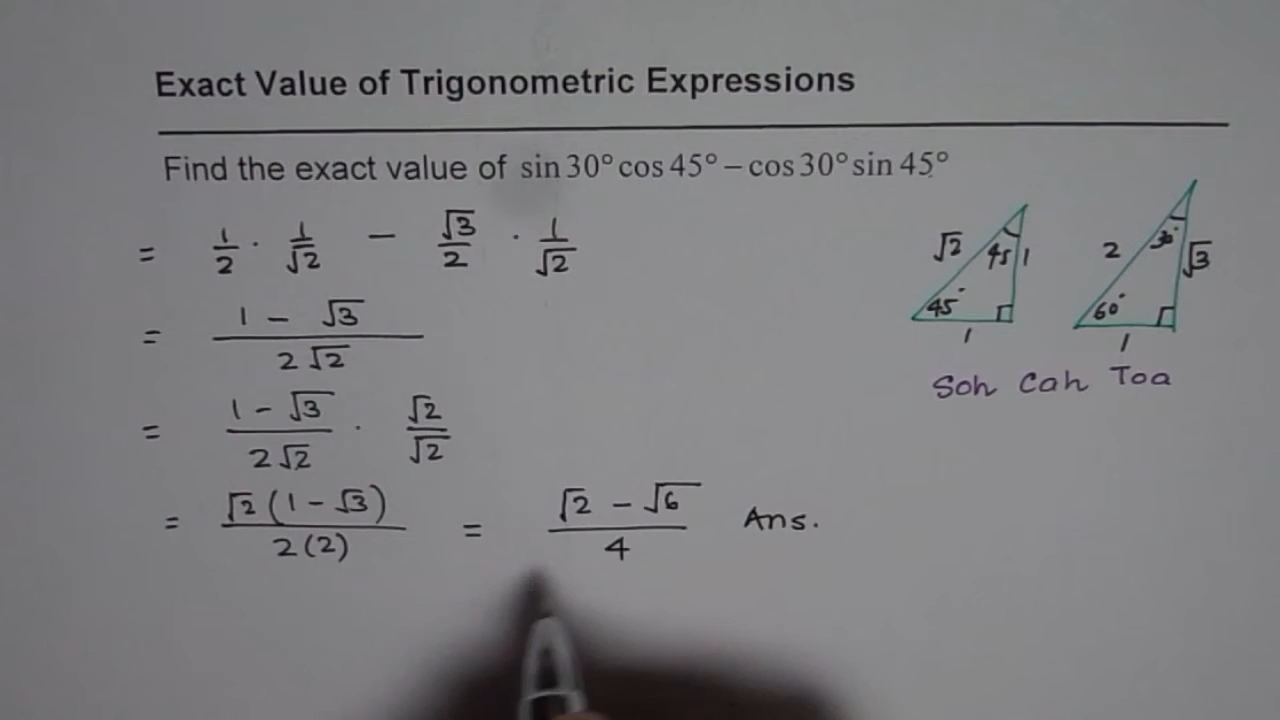 Exact Value of Trigonometric Expressions
Find the exact value of sin 30° cos 45° – cos 30° sin 45°
= 1/2 · 1/√2 – √3/2 · 1/√2
= (1 – √3)/(2√2)
= (1 – √3)/(2√2) · √2/√2
= √2(1 – √3)/2(2) = (√2 – √6)/4 Ans.
√2 45 1
45°
1
2 30° √3
60°
1
Soh Cah Toa